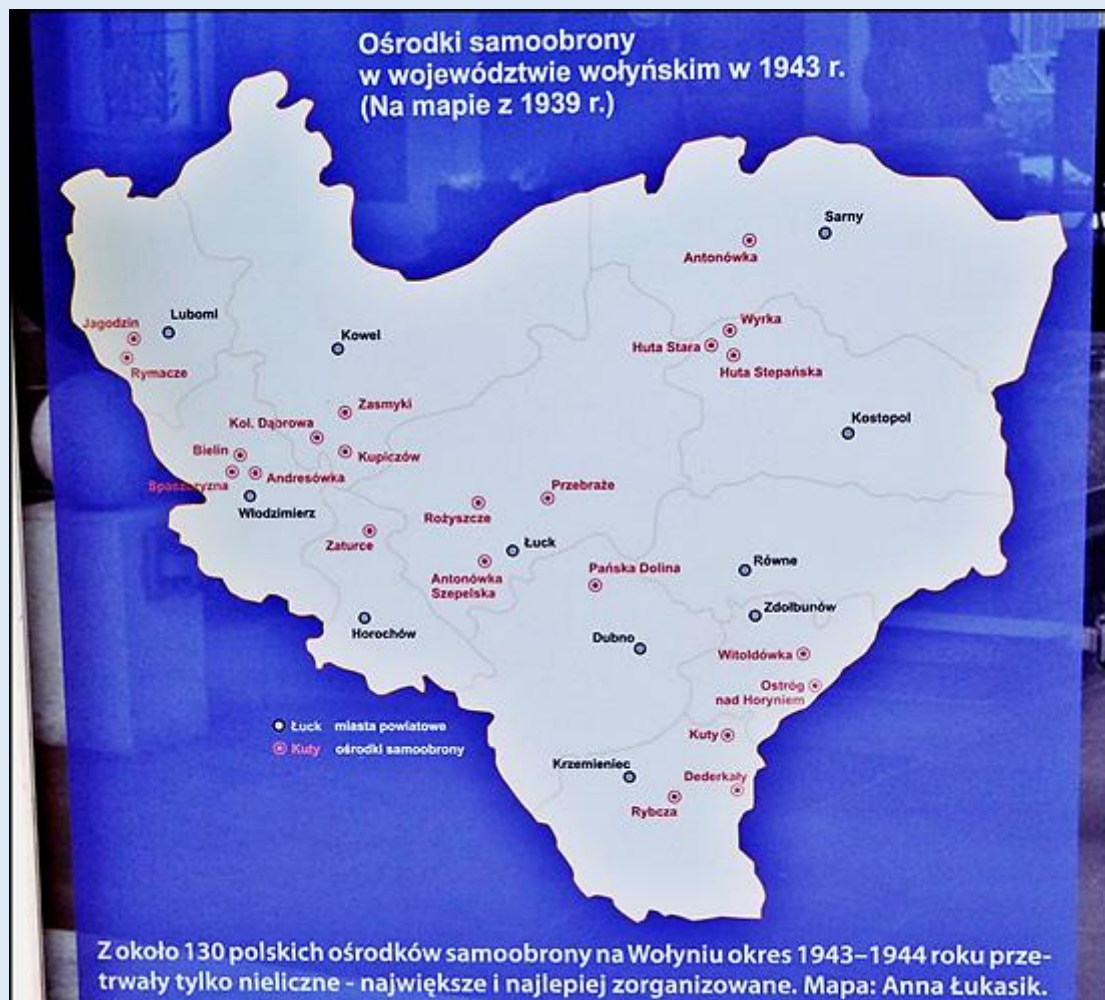 Ośrodki samoobrony
w województwie wołyńskim w 1943 r.
(Na mapie z 1939 r.)
Sarny
Antonówka
Luboml
Jagodzin
Rymacze
Kowel
Wyrka
Huta Stara
Huta Stepańska
Zasmyki
Kol. Dąbrowa
Kostopol
Bielin
Kupiczów
Spaszczyzna
Andresówka
Włodzimierz
Przebraże
Rożyszcze
Zaturce
Łuck
Antonówka
Szepelska
Pańska Dolina
Równe
Zdołbunów
Horochów
Dubno
Witoldówka
Ostróg
nad Horyniem
Łuck miasta powiatowe
Kuty ośrodki samoobrony
Kuty
Krzemieniec
Dederkały
Rybcza
Z około 130 polskich ośrodków samoobrony na Wołyniu okres 1943–1944 roku prze-
trwały tylko nieliczne - największe i najlepiej zorganizowane. Mapa: Anna Łukasik.